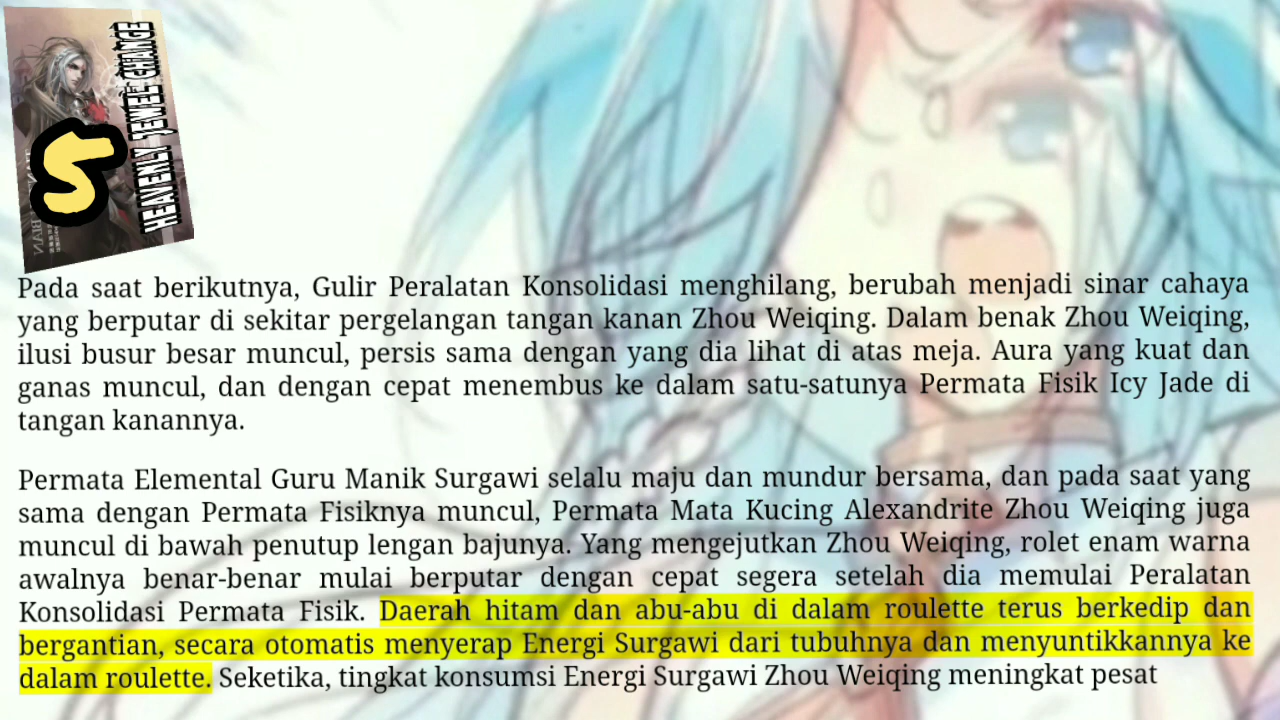 HEAVENLY JEWEL CHANGE
5
Pada saat berikutnya, Gulir Peralatan Konsolidasi menghilang, berubah menjadi sinar cahaya
yang berputar di sekitar pergelangan tangan kanan Zhou Weiqing. Dalam benak Zhou Weiqing,
ilusi busur besar muncul, persis sama dengan yang dia lihat di atas meja. Aura yang kuat dan
ganas muncul, dan dengan cepat menembus ke dalam satu-satunya Permata Fisik Icy Jade di
tangan kanannya.
Permata Elemental Guru Manik Surgawi selalu maju dan mundur bersama, dan pada saat yang
sama dengan Permata Fisiknya muncul, Permata Mata Kucing Alexandrite Zhou Weiqing juga
muncul di bawah penutup lengan bajunya. Yang mengejutkan Zhou Weiqing, rolet enam warna
awalnya benar-benar mulai berputar dengan cepat segera setelah dia memulai Peralatan
Konsolidasi Permata Fisik. Daerah hitam dan abu-abu di dalam roulette terus berkedip dan
bergantian, secara otomatis menyerap Energi Surgawi dari tubuhnya dan menyuntikkannya ke
dalam roulette. Seketika, tingkat konsumsi Energi Surgawi Zhou Weiqing meningkat pesat